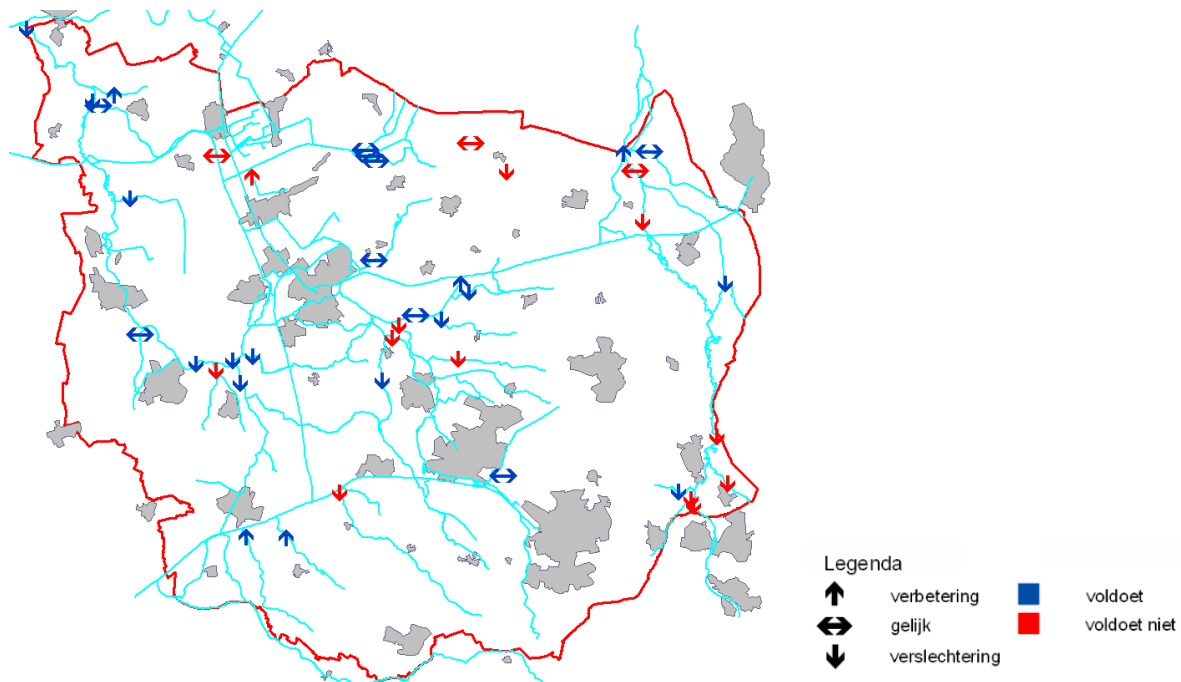 Legenda
verbetering voldoet
gelijk voldoet niet
verslechtering